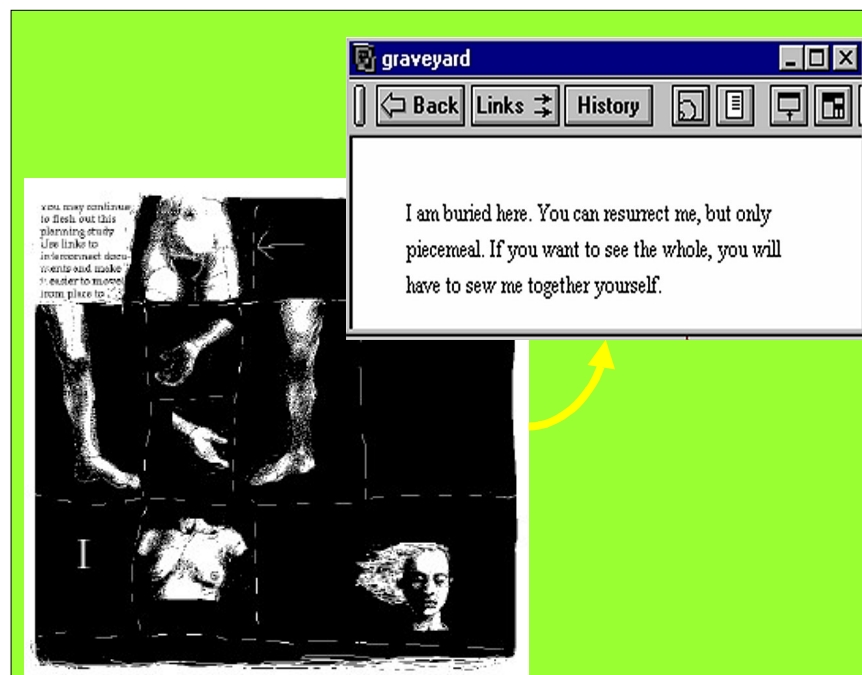 graveyard
Back Links History
I am buried here. You can resurrect me, but only
piecemeal. If you want to see the whole, you will
have to sew me together yourself.
you may continue
to flesh out this
planning study
Use links to
interconnect docu-
ments and make
easier to move
from place to
I